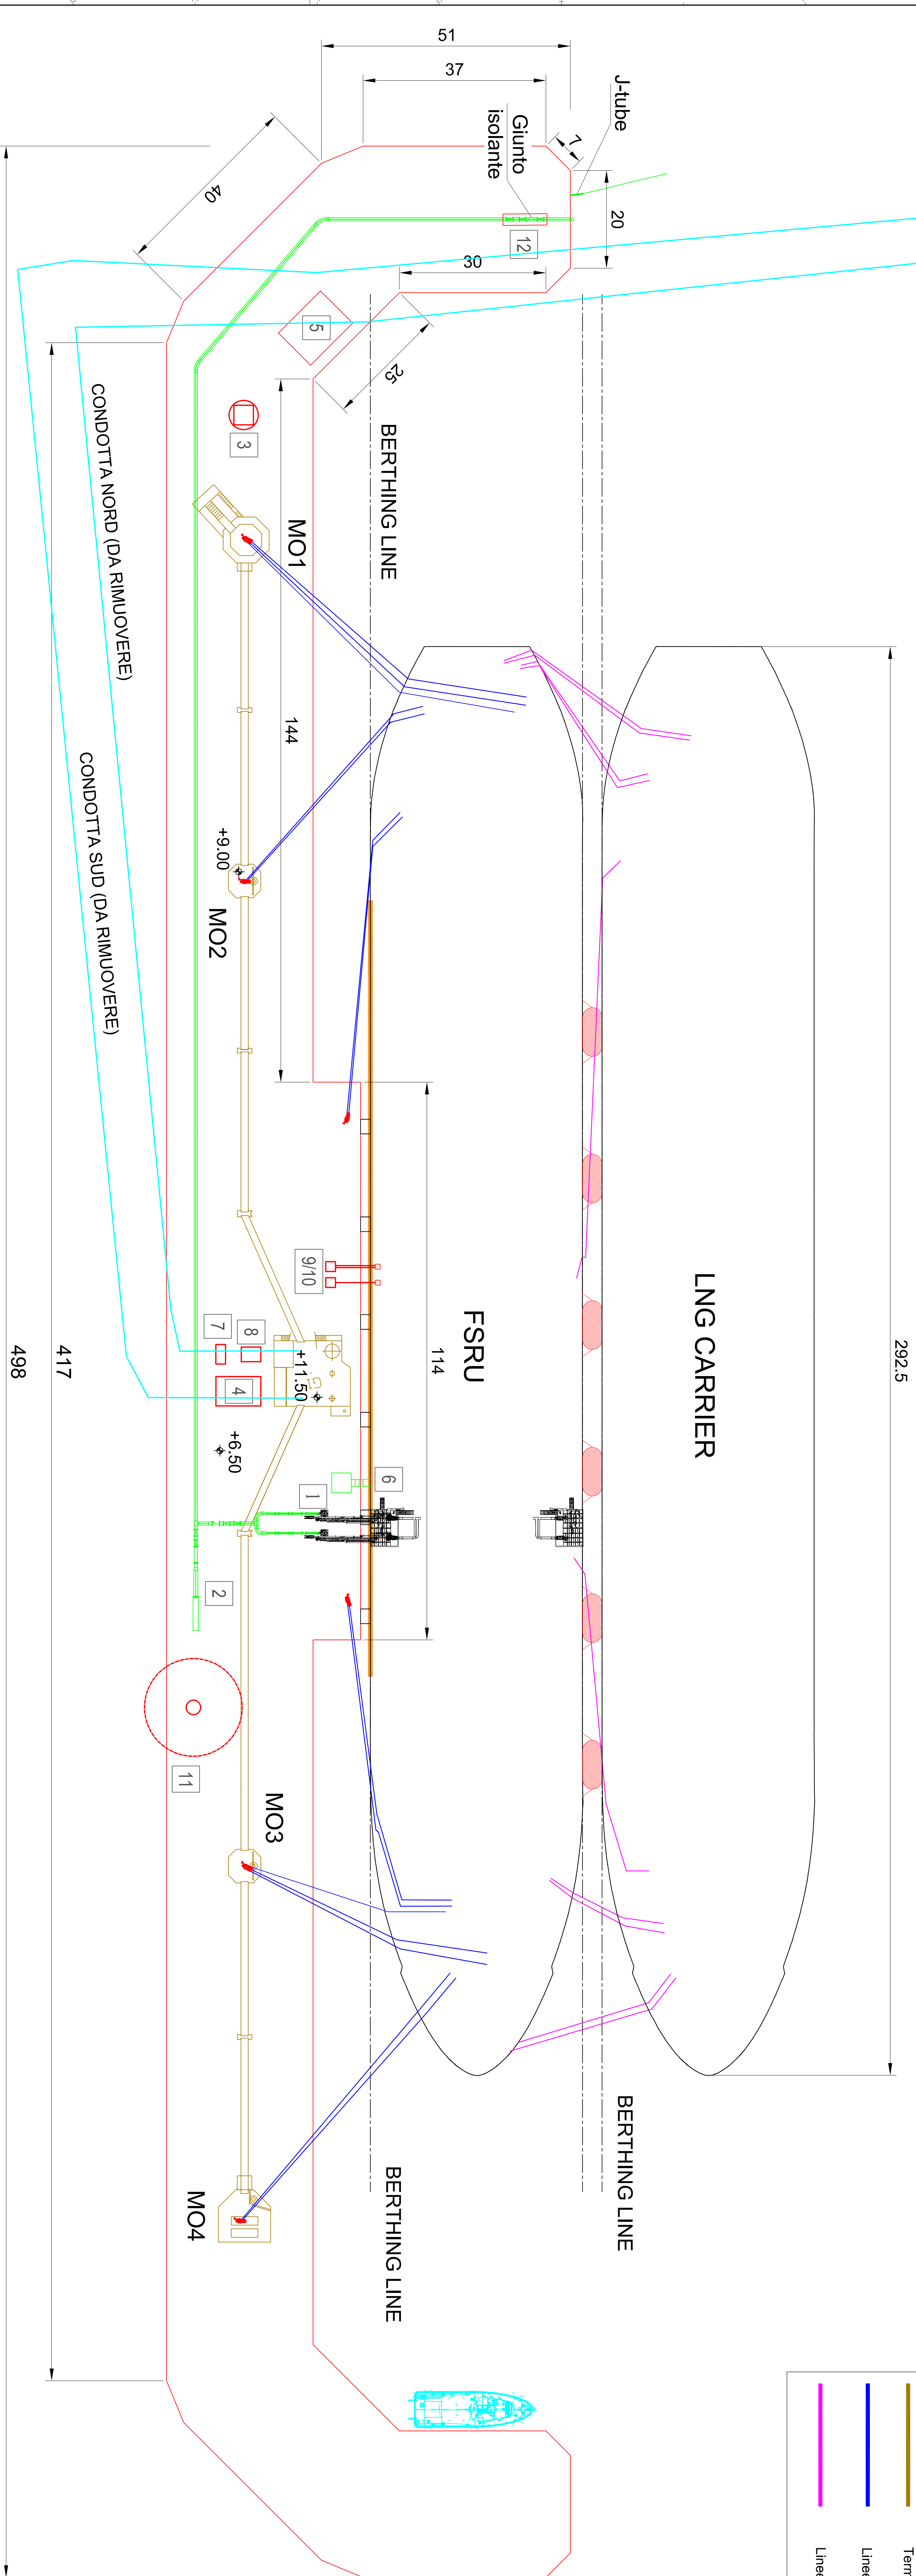 51
37
J-tube
Giunto
isolante
7
40
20
12
30
5
25
3
CONDOTTA NORD (DA RIMUOVERE)
BERTHING LINE
MO1
144
292.5
CONDOTTA SUD (DA RIMUOVERE)
+9.00
MO2
9/10
LNG CARRIER
FSRU
7
8
114
+11.50
417
498
4
+6.50
6
1
2
11
MO3
BERTHING LINE
BERTHING LINE
MO4